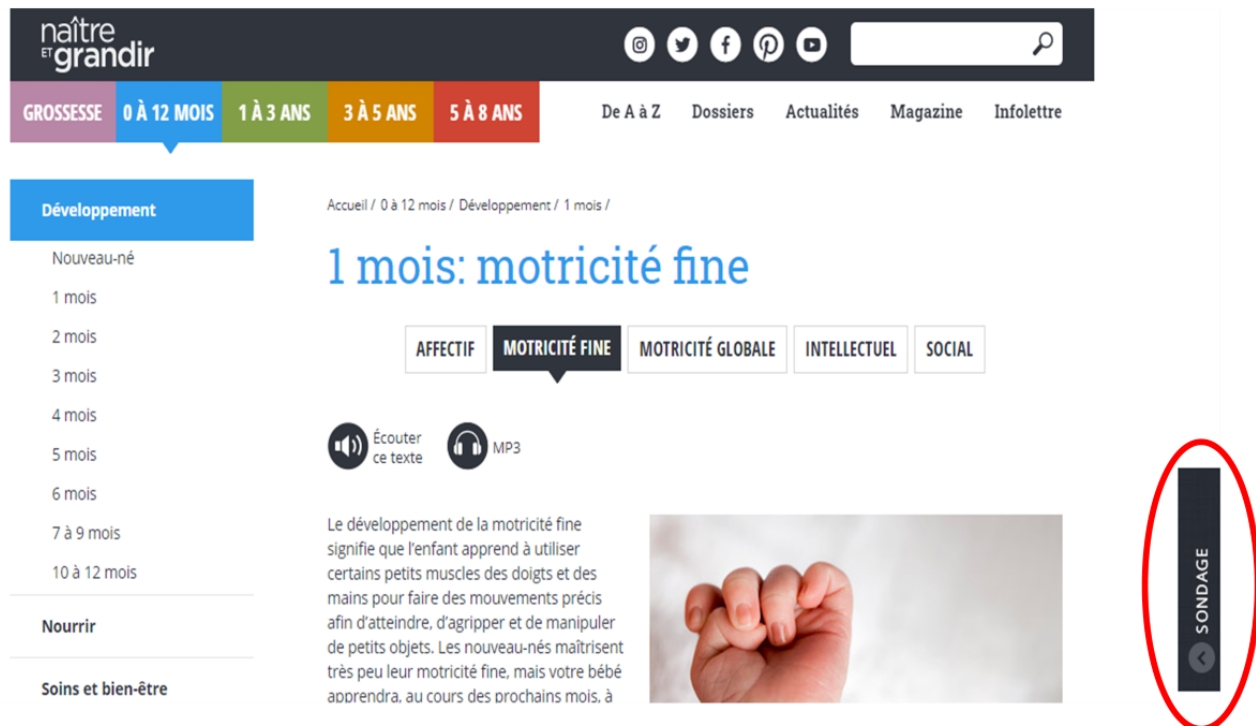 naître
ET grandir
GROSSESSE
0 À 12 MOIS
1 À 3 ANS
3 À 5 ANS
5 À 8 ANS
De A à Z
Dossiers
Actualités
Magazine
Infolettre
Développement
Nouveau-né
1 mois
2 mois
3 mois
4 mois
5 mois
6 mois
7 à 9 mois
10 à 12 mois
Nourrir
Soins et bien-être
Accueil / 0 à 12 mois / Développement / 1 mois /
1 mois: motricité fine
AFFECTIF
MOTRICITÉ FINE
MOTRICITÉ GLOBALE
INTELLECTUEL
SOCIAL
Écouter
ce texte
MP3
Le développement de la motricité fine
signifie que l'enfant apprend à utiliser
certains petits muscles des doigts et des
mains pour faire des mouvements précis
afin d'atteindre, d'agripper et de manipuler
de petits objets. Les nouveau-nés maîtrisent
très peu leur motricité fine, mais votre bébé
apprendra, au cours des prochains mois, à
SONDAGE